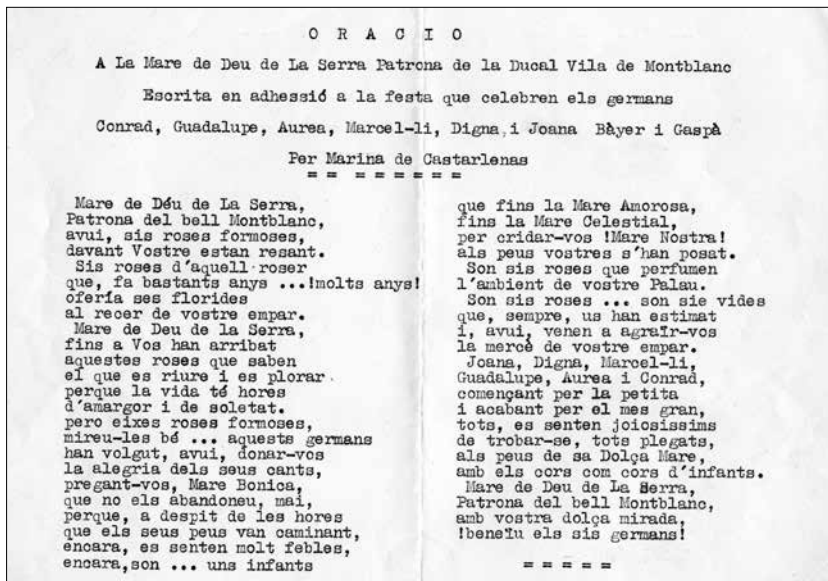 O R A C I O
A La Mare de Deu de La Serra Patrona de la Ducal Vila de Montblanc
Escrita en adhessió a la festa que celebren els germans
Conrad, Guadalupe, Aurea, Marcel-li, Digna, i Joana Bàyer i Gaspà
Per Marina de Castarlenas
== == == == == ==
Mare de Déu de La Serra,
Patrona del bell Montblanc,
avui, sis roses formoses,
davant Vostre estan resant.
Sis roses d'aquell roser
que, fa bastants anys ...!molts anys!
oferia ses florides
al recer de vostre empar.
Mare de Deu de la Serra,
fins a Vos han arribat
aquestes roses que saben
el que es riure i es plorar
perque la vida té hores
d'amargor i de soletat.
pero eixes roses formoses,
mireu-les bé ... aquests germans
han volgut, avui, donar-vos
la alegria dels seus cants,
pregant-vos, Mare Bonica,
que no els abandoneu, mai,
perque, a despit de les hores
que els seus peus van caminant,
encara, es senten molt febles,
encara,son ... uns infants
que fins la Mare Amorosa,
fins la Mare Celestial,
per cridar-vos !Mare Nostra!
als peus vostres s'han posat.
Son sis roses que perfumen
l'ambient de vostre Palau.
Son sis roses ... son sie vides
que, sempre, us han estimat
i, avui, venen a agraïr-vos
la mercè de vostre empar.
Joana, Digna, Marcel-li,
Guadalupe, Aurea i Conrad,
començant per la petita
i acabant per el mes gran,
tots, es senten joiosissims
de trobar-se, tots plegats,
als peus de sa Dolça Mare,
amb els cors com cors d'infants.
Mare de Deu de La Serra,
Patrona del bell Montblanc,
amb vostra dolça mirada,
!beneïu els sis germans!
= = = = =